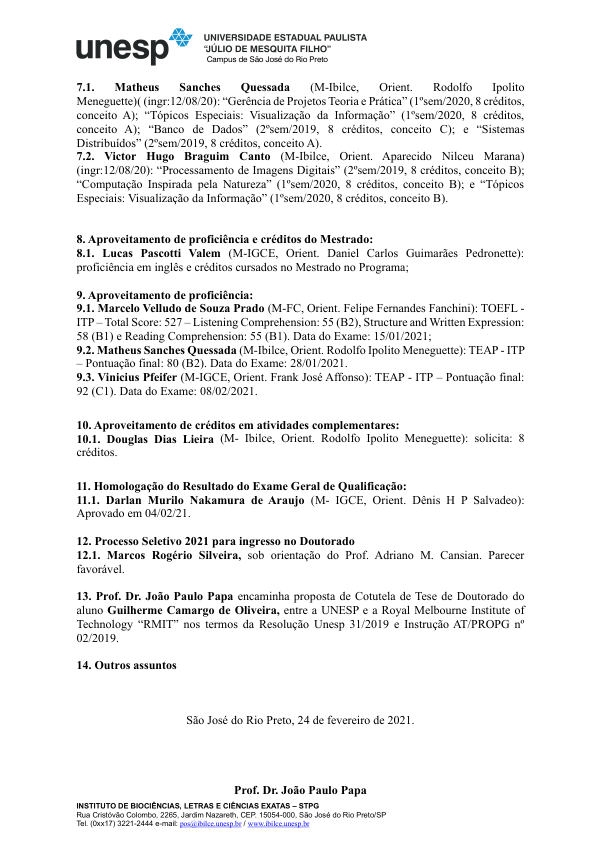 unesp
UNIVERSIDADE ESTADUAL PAULISTA
“JÚLIO DE MESQUITA FILHO”
Campus de São José do Rio Preto
7.1. Matheus Sanches Quessada (M-Ibilce, Orient. Rodolfo Ipolito
Meneguette)( (ingr:12/08/20): “Gerência de Projetos Teoria e Prática” (1ºsem/2020, 8 créditos,
conceito A); “Tópicos Especiais: Visualização da Informação” (1ºsem/2020, 8 créditos,
conceito A); “Banco de Dados” (2ºsem/2019, 8 créditos, conceito C); e “Sistemas
Distribuídos” (2ºsem/2019, 8 créditos, conceito A).
7.2. Victor Hugo Braguim Canto (M-Ibilce, Orient. Aparecido Nilceu Marana)
(ingr:12/08/20): “Processamento de Imagens Digitais” (2ºsem/2019, 8 créditos, conceito B);
“Computação Inspirada pela Natureza” (1ºsem/2020, 8 créditos, conceito B); e “Tópicos
Especiais: Visualização da Informação” (1ºsem/2020, 8 créditos, conceito B).
8. Aproveitamento de proficiência e créditos do Mestrado:
8.1. Lucas Pascotti Valem (M-IGCE, Orient. Daniel Carlos Guimarães Pedronette):
proficiência em inglês e créditos cursados no Mestrado no Programa;
9. Aproveitamento de proficiência:
9.1. Marcelo Velludo de Souza Prado (M-FC, Orient. Felipe Fernandes Fanchini): TOEFL -
ITP – Total Score: 527 – Listening Comprehension: 55 (B2), Structure and Written Expression:
58 (B1) e Reading Comprehension: 55 (B1). Data do Exame: 15/01/2021;
9.2. Matheus Sanches Quessada (M-Ibilce, Orient. Rodolfo Ipolito Meneguette): TEAP - ITP
– Pontuação final: 80 (B2). Data do Exame: 28/01/2021.
9.3. Vinicius Pfeifer (M-IGCE, Orient. Frank José Affonso): TEAP - ITP – Pontuação final:
92 (C1). Data do Exame: 08/02/2021.
10. Aproveitamento de créditos em atividades complementares:
10.1. Douglas Dias Lieira (M- Ibilce, Orient. Rodolfo Ipolito Meneguette): solicita: 8
créditos.
11. Homologação do Resultado do Exame Geral de Qualificação:
11.1. Darlan Murilo Nakamura de Araujo (M- IGCE, Orient. Dênis H P Salvadeo):
Aprovado em 04/02/21.
12. Processo Seletivo 2021 para ingresso no Doutorado
12.1. Marcos Rogério Silveira, sob orientação do Prof. Adriano M. Cansian. Parecer
favorável.
13. Prof. Dr. João Paulo Papa encaminha proposta de Cotutela de Tese de Doutorado do
aluno Guilherme Camargo de Oliveira, entre a UNESP e a Royal Melbourne Institute of
Technology “RMIT” nos termos da Resolução Unesp 31/2019 e Instrução AT/PROPG nº
02/2019.
14. Outros assuntos
São José do Rio Preto, 24 de fevereiro de 2021.
Prof. Dr. João Paulo Papa
INSTITUTO DE BIOCIÊNCIAS, LETRAS E CIÊNCIAS EXATAS – STPG
Rua Cristóvão Colombo, 2265, Jardim Nazareth, CEP. 15054-000, São José do Rio Preto/SP
Tel. (0xx17) 3221-2444 e-mail: pos@ibilce.unesp.br / www.ibilce.unesp.br